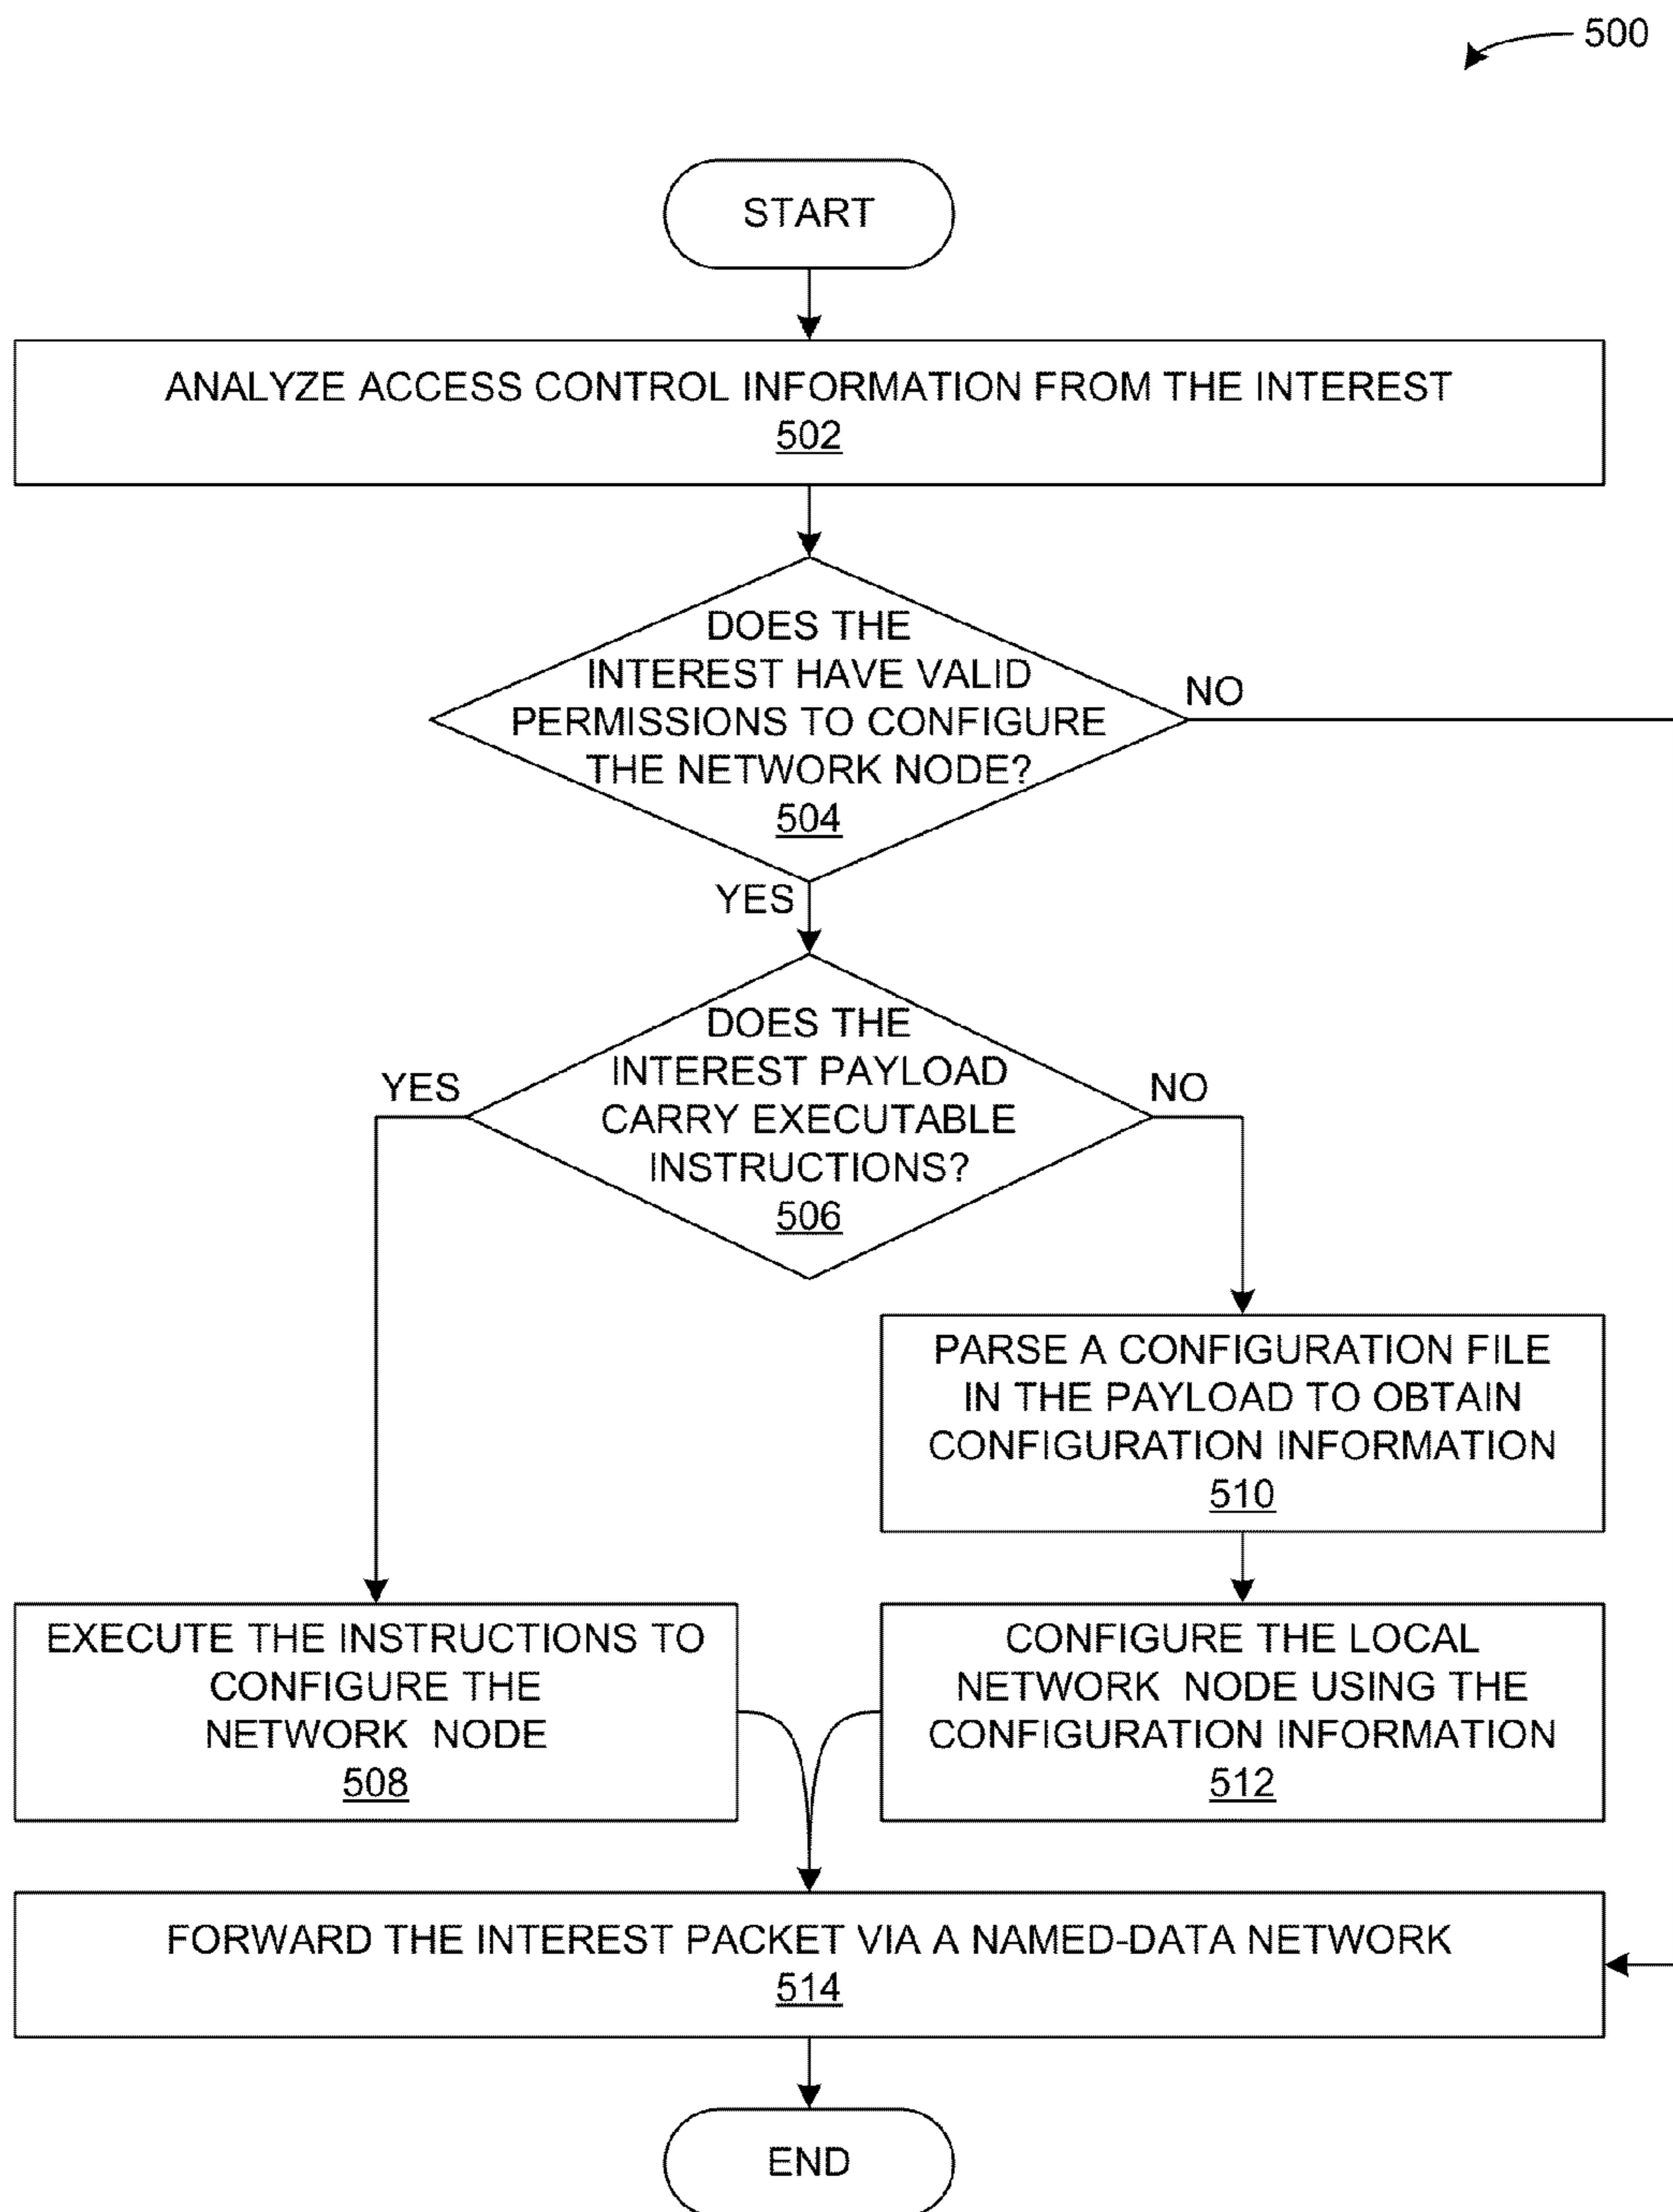 500
START
ANALYZE ACCESS CONTROL INFORMATION FROM THE INTEREST
502
DOES THE
INTEREST HAVE VALID
PERMISSIONS TO CONFIGURE
THE NETWORK NODE?
504
NO
YES
DOES THE
INTEREST PAYLOAD
CARRY EXECUTABLE
INSTRUCTIONS?
506
YES
NO
PARSE A CONFIGURATION FILE
IN THE PAYLOAD TO OBTAIN
CONFIGURATION INFORMATION
510
EXECUTE THE INSTRUCTIONS TO
CONFIGURE THE
NETWORK NODE
508
CONFIGURE THE LOCAL
NETWORK NODE USING THE
CONFIGURATION INFORMATION
512
FORWARD THE INTEREST PACKET VIA A NAMED-DATA NETWORK
514
END